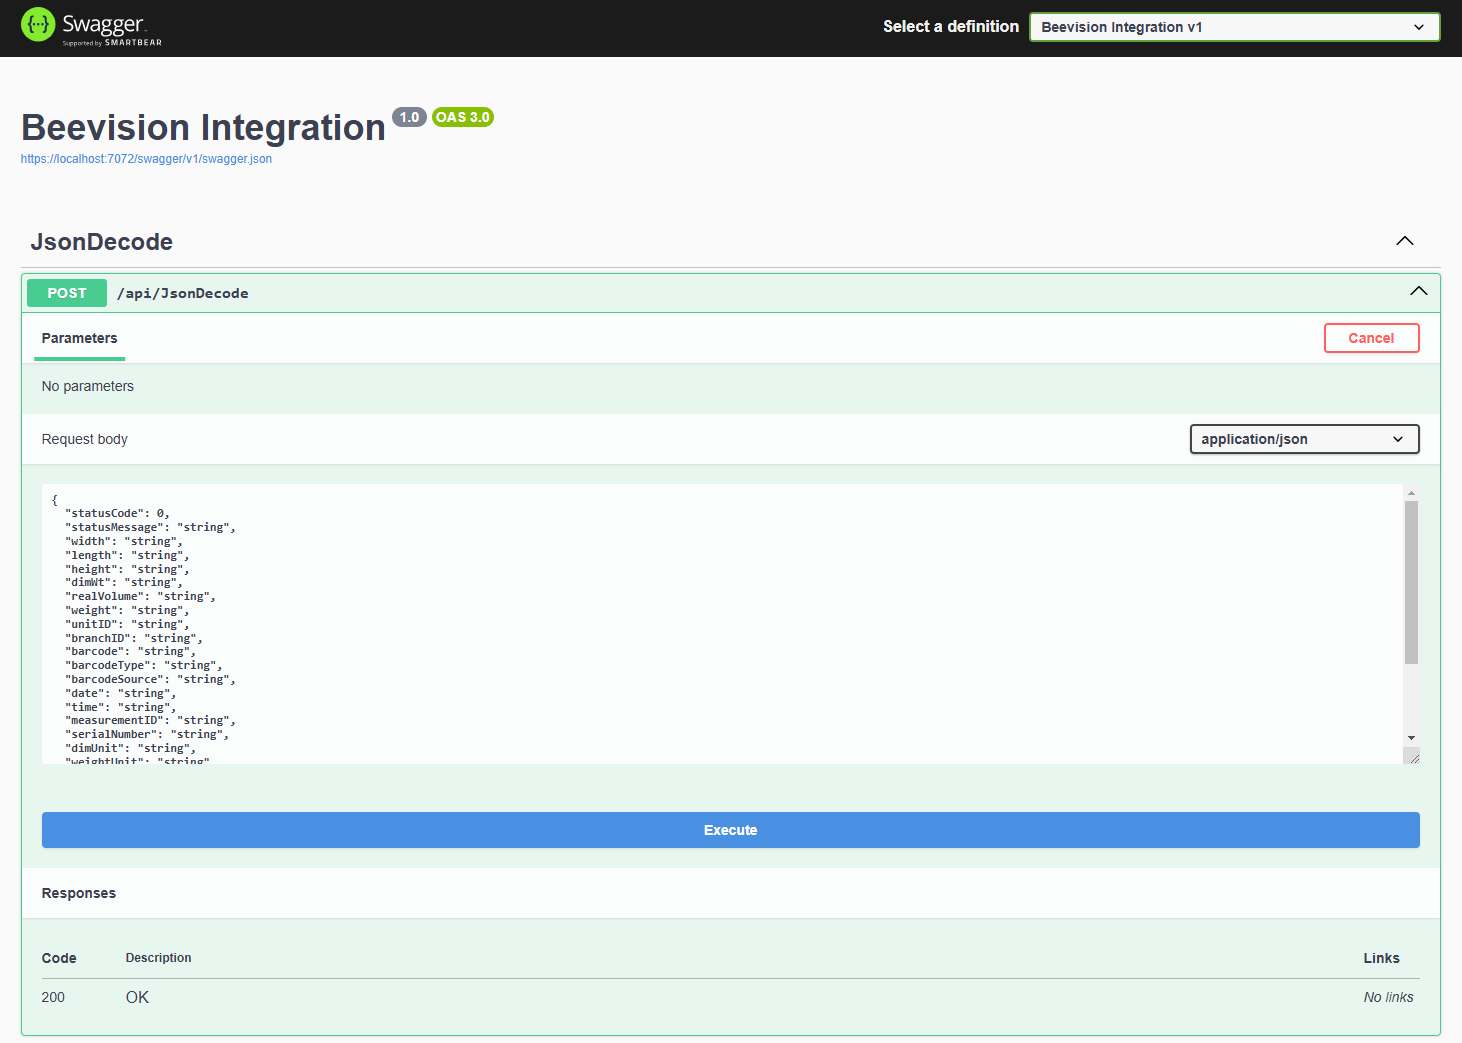 Swagger
Supported by SMARTBEAR
Select a definition
Beevision Integration v1
Beevision Integration 1.0 OAS 3.0
https://localhost:7072/swagger/v1/swagger.json
JsonDecode
POST /api/JsonDecode
Parameters
Cancel
No parameters
Request body
application/json
{
"statusCode": 0,
"statusMessage": "string",
"width": "string",
"length": "string",
"height": "string",
"dimWt": "string",
"realVolume": "string",
"weight": "string",
"unitID": "string",
"branchID": "string",
"barcode": "string",
"barcodeType": "string",
"barcodeSource": "string",
"date": "string",
"time": "string",
"measurementID": "string",
"serialNumber": "string",
"dimUnit": "string",
"weightUnit": "string"
Execute
Responses
Code Description Links
200 OK No links